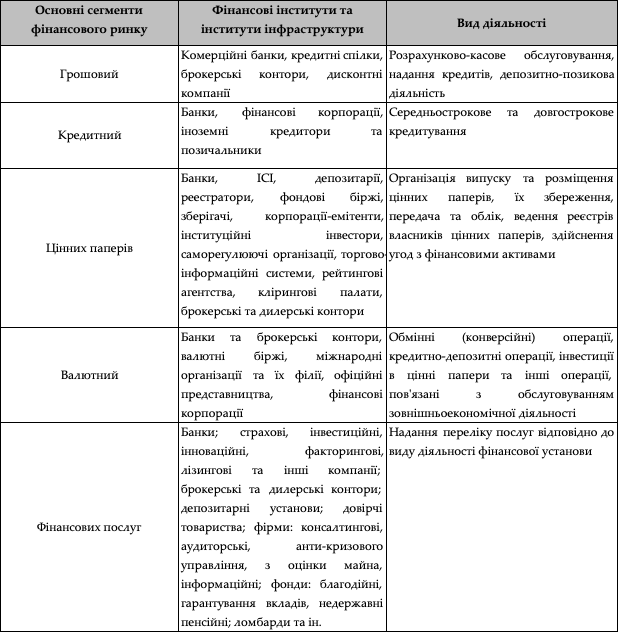 Основні сегменти
фінансового ринку
Фінансові інститути та
інститути інфраструктури
Вид діяльності
Грошовий
Комерційні банки, кредитні спілки,
брокерські контори, дисконтні
компанії
Розрахунково-касове обслуговування,
надання кредитів, депозитно-позикова
діяльність
Кредитний
Банки, фінансові корпорації,
іноземні кредитори та
позичальники
Середньострокове та довгострокове
кредитування
Цінних паперів
Банки, ІСІ, депозитарії,
реєстратори, фондові біржі,
зберігачі, корпорації-емітенти,
інституційні інвестори,
саморегулюючі організації, торгово-
інформаційні системи, рейтингові
агентства, клірингові палати,
брокерські та дилерські контори
Організація випуску та розміщення
цінних паперів, їх збереження,
передача та облік, ведення реєстрів
власників цінних паперів, здійснення
угод з фінансовими активами
Валютний
Банки та брокерські контори,
валютні біржі, міжнародні
організації та їх філії, офіційні
представництва, фінансові
корпорації
Обмінні (конверсійні) операції,
кредитно-депозитні операції, інвестиції
в цінні папери та інші операції,
пов'язані з обслуговуванням
зовнішньоекономічної діяльності
Фінансових послуг
Банки; страхові, інвестиційні,
інноваційні, факторингові,
лізингові та інші компанії;
брокерські та дилерські контори;
депозитарні установи; довірчі
товариства; фірми: консалтингові,
аудиторські, анти-кризового
управління, з оцінки майна,
інформаційні; фонди: благодійні,
гарантування вкладів, недержавні
пенсійні; ломбарди та ін.
Надання переліку послуг відповідно до
виду діяльності фінансової установи